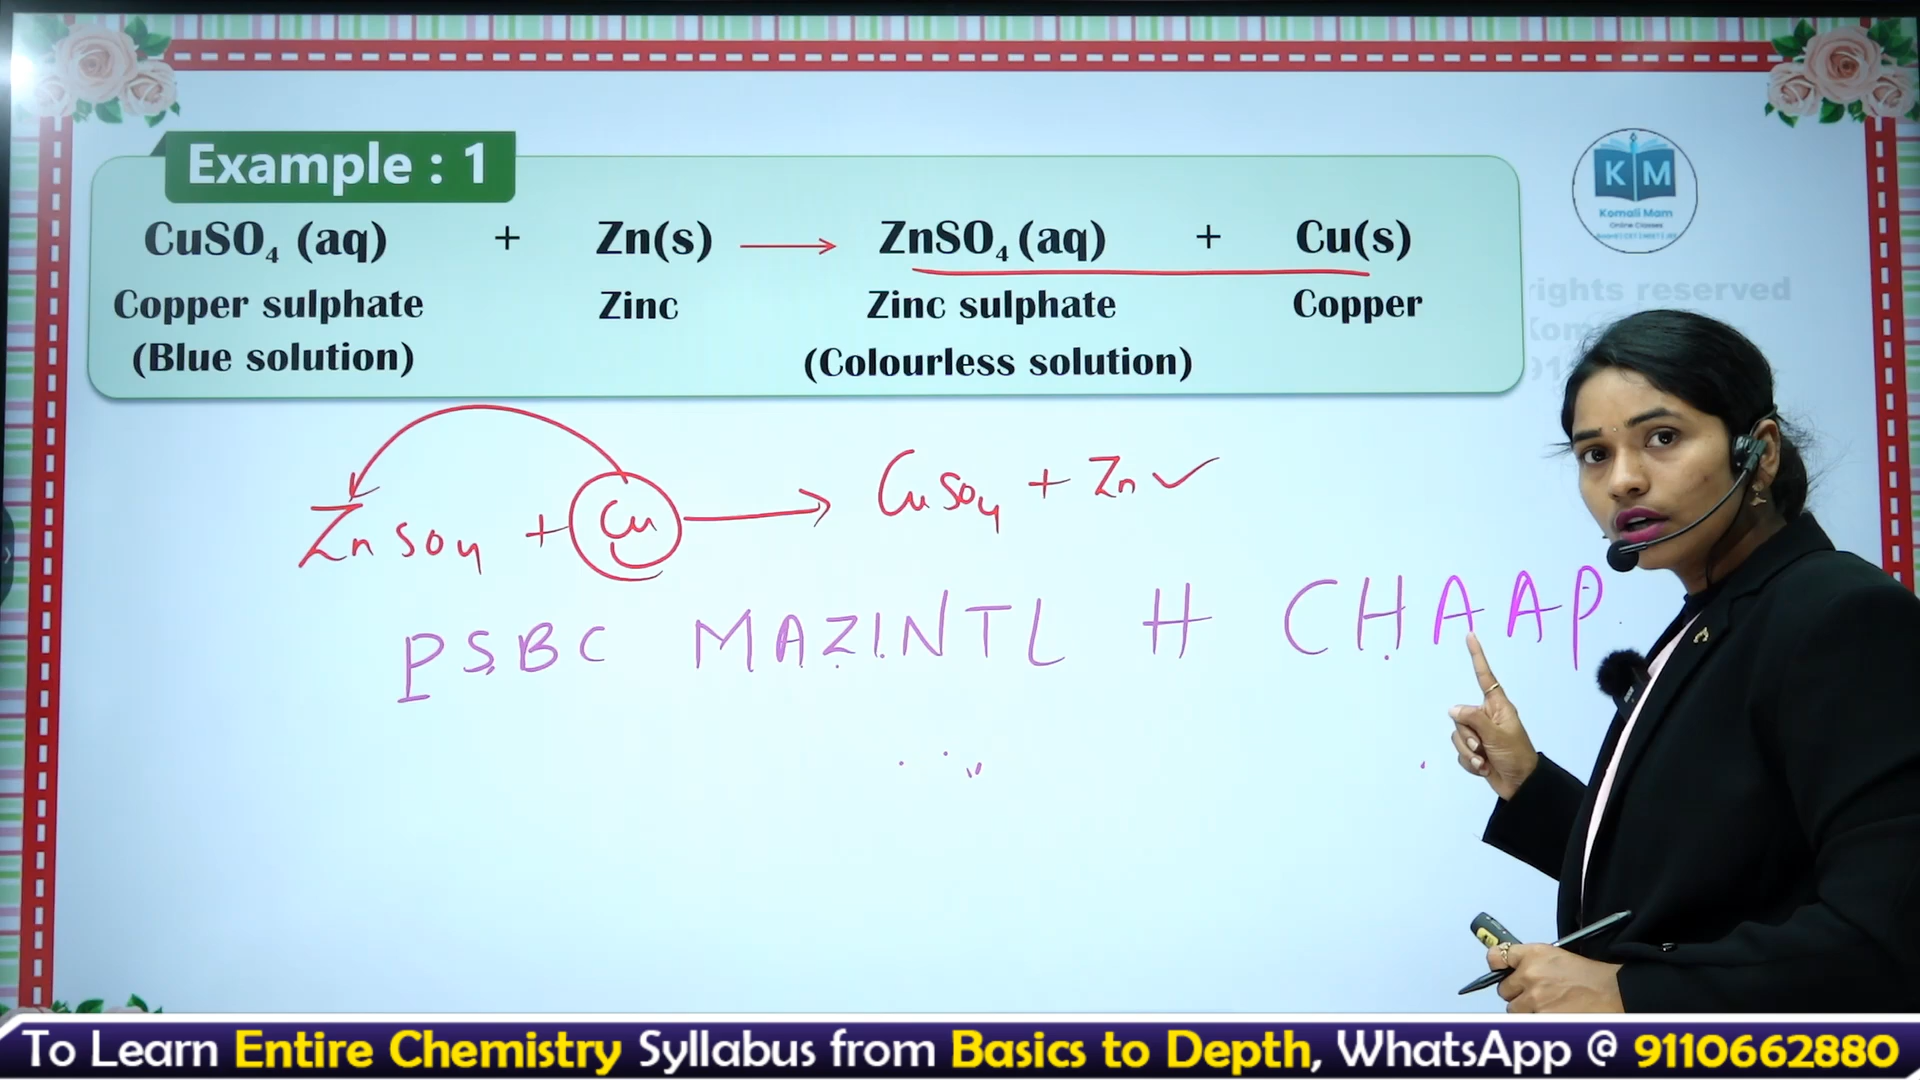 Example : 1
CuSO₄ (aq) + Zn(s) → ZnSO₄ (aq) + Cu(s)
Copper sulphate Zinc Zinc sulphate Copper
(Blue solution) (Colourless solution)
K M
Komali Mam
Online Classes
rights reserved
ZnSO₄ + Cu → CuSO₄ + Zn ✓
PSBC MAZINTL H CHAAP
To Learn Entire Chemistry Syllabus from Basics to Depth, WhatsApp @ 9110662880